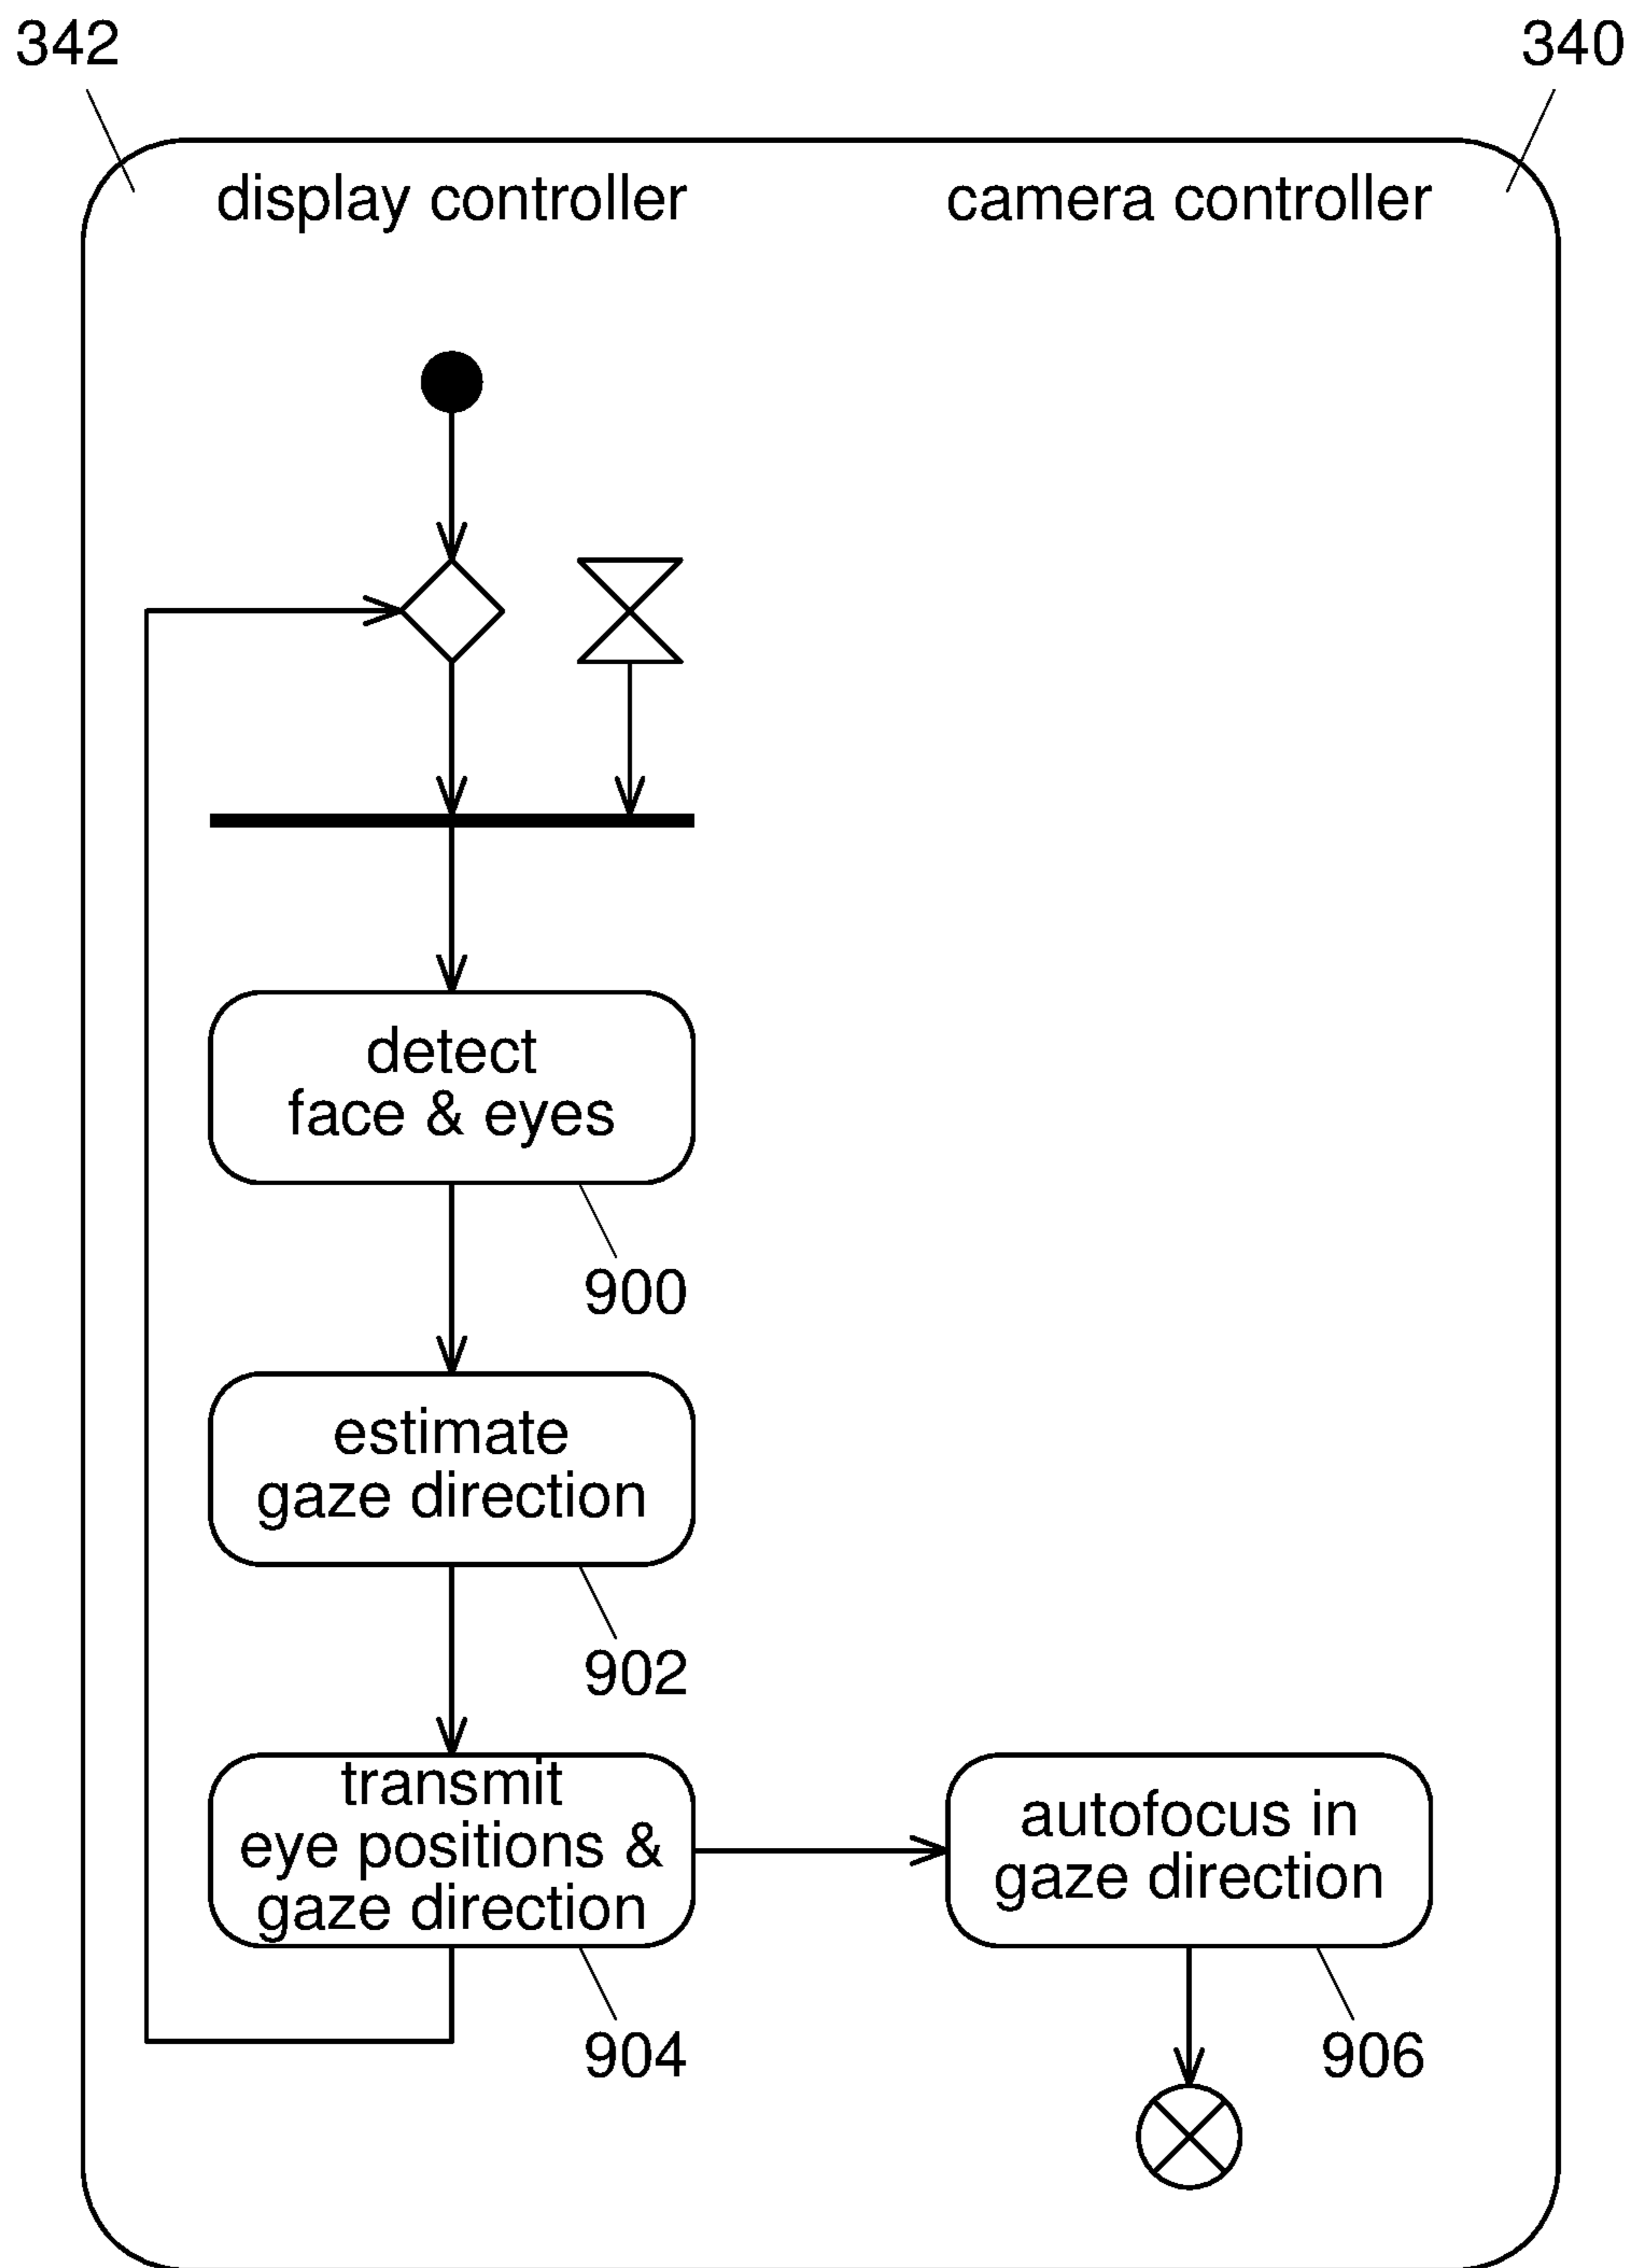 342
340
display controller
camera controller
detect
face & eyes
900
estimate
gaze direction
902
transmit
eye positions &
gaze direction
904
autofocus in
gaze direction
906